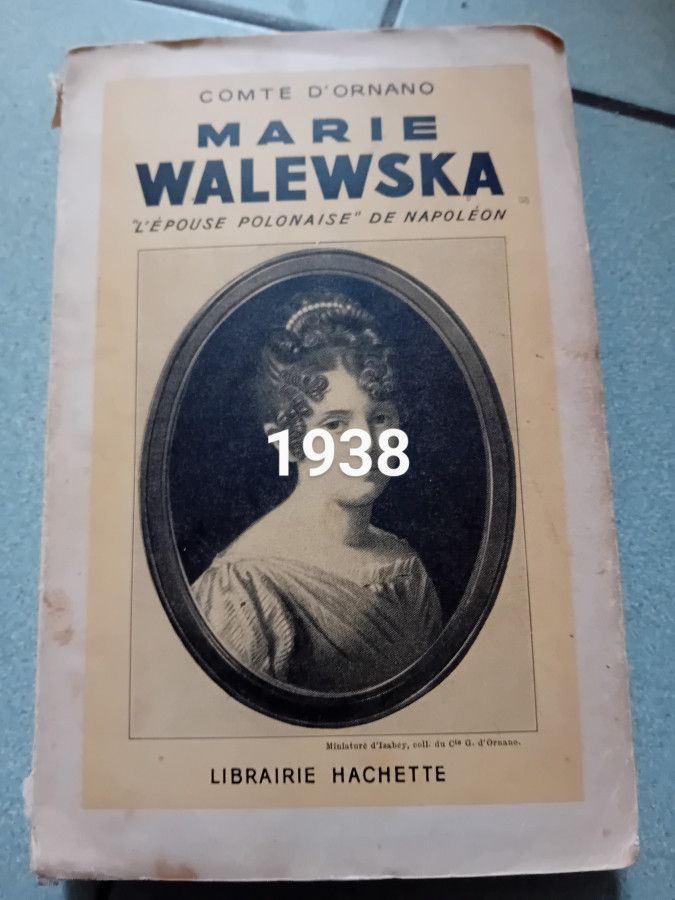 COMTE D'ORNANO
MARIE
WALEWSKA
"L'ÉPOUSE POLONAISE" DE NAPOLÉON
1938
Miniature d'Isabey, coll. du Cte G. d'Ornano.
LIBRAIRIE HACHETTE